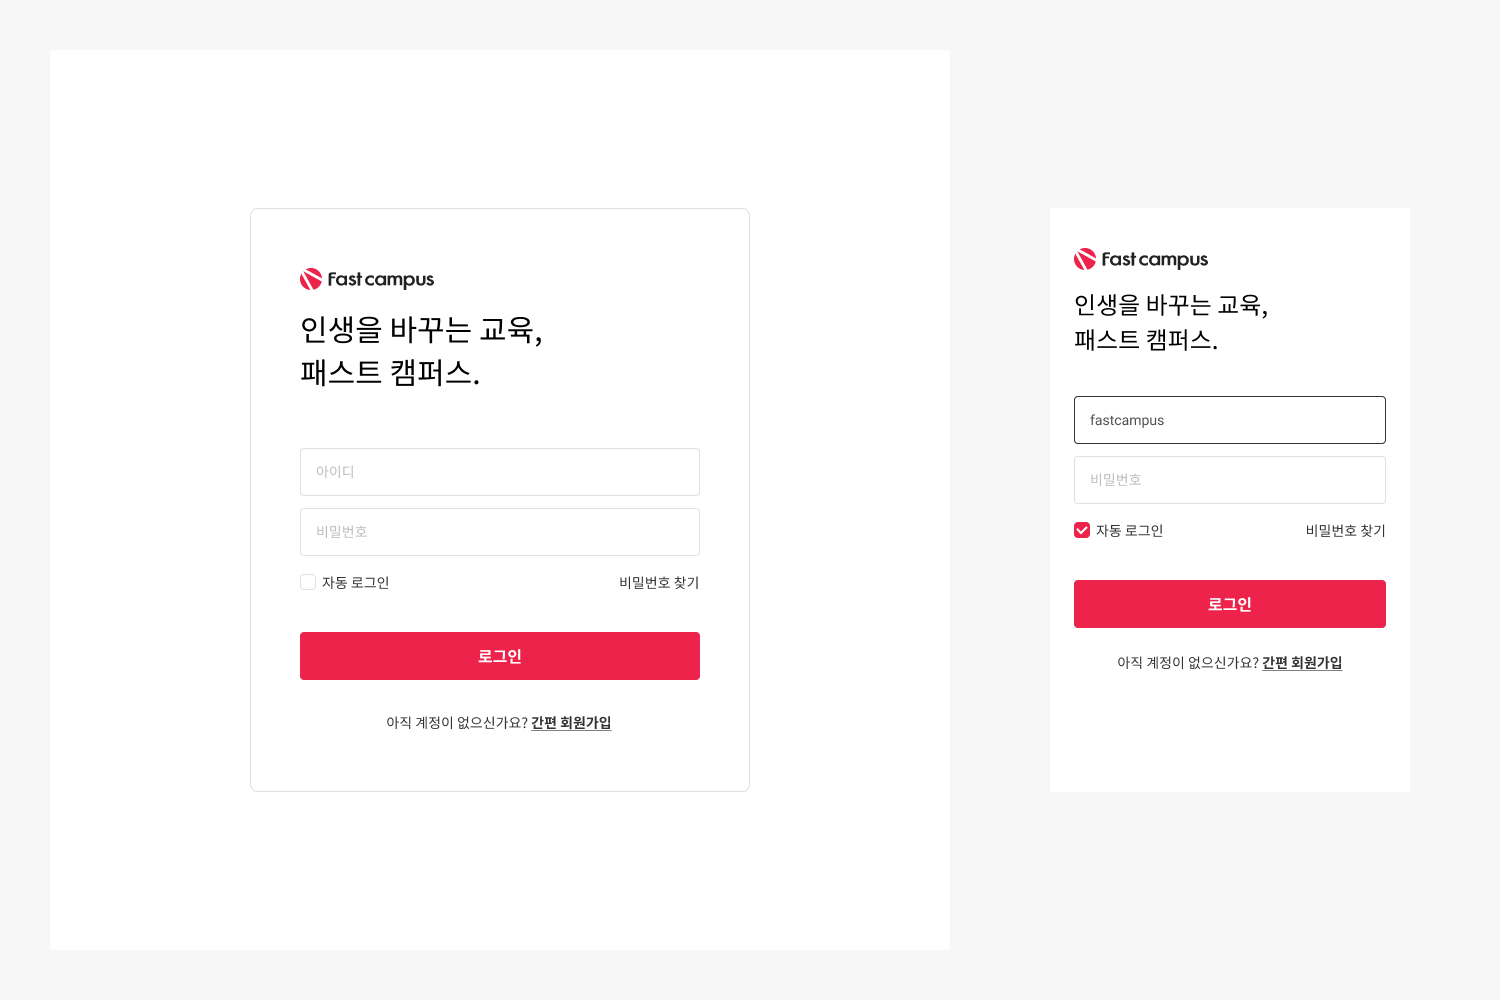 Fast campus
인생을 바꾸는 교육,
패스트 캠퍼스.
아이디
비밀번호
자동 로그인
비밀번호 찾기
로그인
아직 계정이 없으신가요? 간편 회원가입
Fast campus
인생을 바꾸는 교육,
패스트 캠퍼스.
fastcampus
비밀번호
자동 로그인
비밀번호 찾기
로그인
아직 계정이 없으신가요? 간편 회원가입